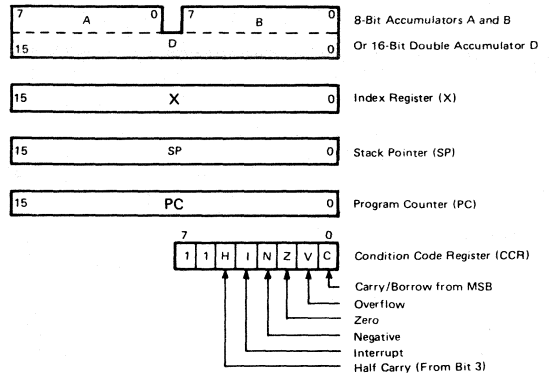 7 A 0 7 B 0 8-Bit Accumulators A and B
15 D 0 Or 16-Bit Double Accumulator D
15 X 0 Index Register (X)
15 SP 0 Stack Pointer (SP)
15 PC 0 Program Counter (PC)
7 0
1 1 H I N Z V C Condition Code Register (CCR)
Carry/Borrow from MSB
Overflow
Zero
Negative
Interrupt
Half Carry (From Bit 3)